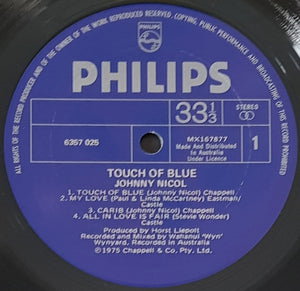 ALL RIGHTS OF THE RECORD PRODUCER AND OF THE OWNER OF THE WORK REPRODUCED RESERVED. COPYING, PUBLIC PERFORMANCE AND BROADCASTING OF THIS RECORD PROHIBITED
PHILIPS
PHILIPS
33 1/3
STEREO
6357 025
MX167877
Made And Distributed
In Australia
Under Licence
1
TOUCH OF BLUE
JOHNNY NICOL
1. TOUCH OF BLUE (Johnny Nicol) Chappell
2. MY LOVE (Paul & Linda McCartney) Eastman/
Castle
3. CARIB (Johnny Nicol) Chappell
4. ALL IN LOVE IS FAIR (Stevie Wonder)
Castle
Produced by Horst Liepolt
Recorded and Mixed by Wahanui "Wyn"
Wynyard, Recorded in Australia
℗1975 Chappell & Co. Pty. Ltd.